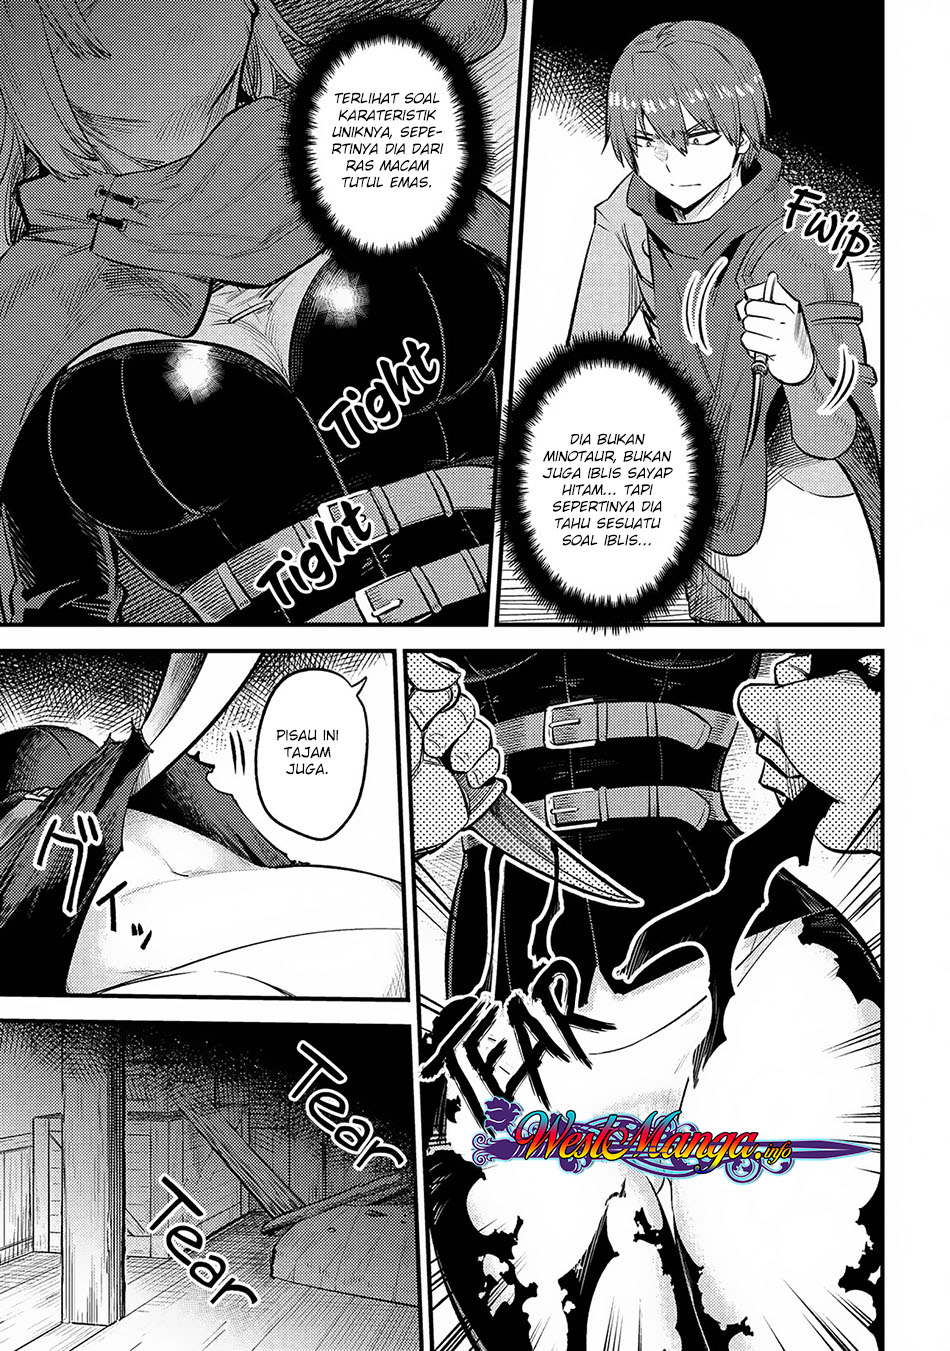 DIA BUKAN
MINOTAUR, BUKAN
JUGA IBLIS SAYAP
HITAM... TAPI
SEPERTINYA DIA
TAHU SESUATU
SOAL IBLIS...
FWIP
TERLIHAT SOAL
KARATERISTIK
UNIKNYA, SEPE-
RTINYA DIA DARI
RAS MACAM
TUTUL EMAS.
TIGHT
TIGHT
TEAR
WestManga.info
PISAU INI
TAJAM
JUGA.
グイ
TEAR
TEAR